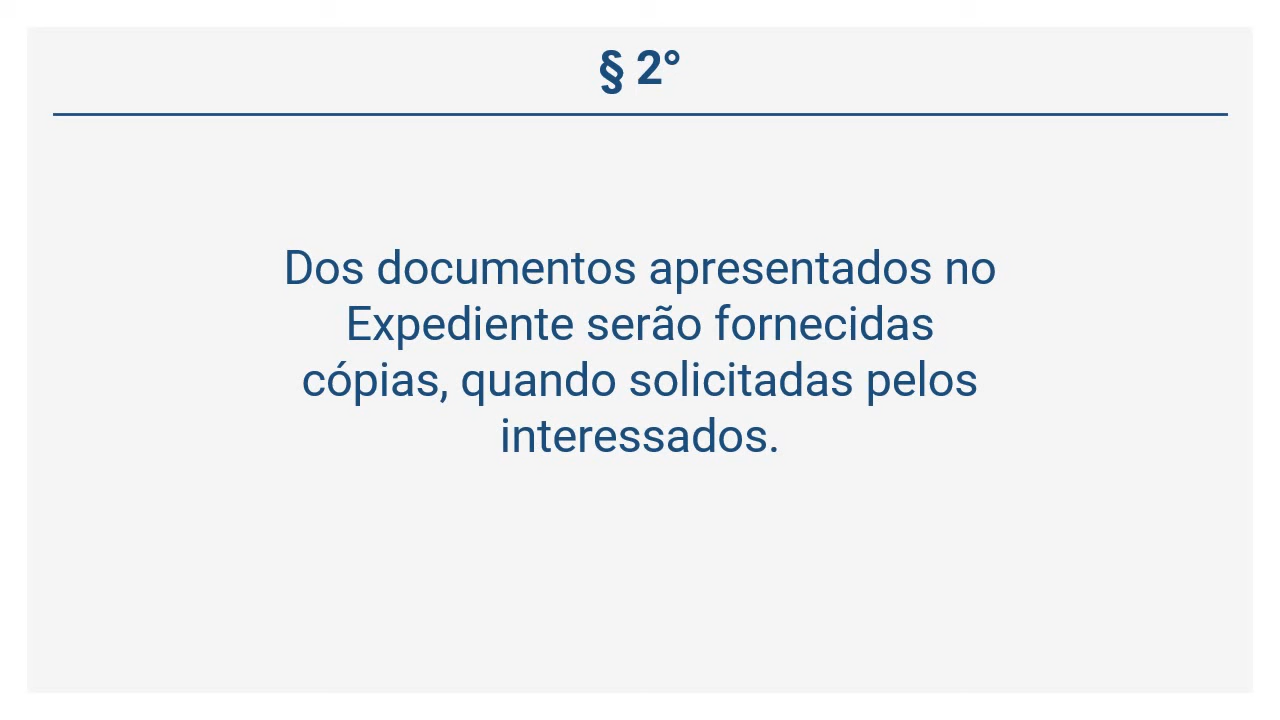 § 2°
Dos documentos apresentados no
Expediente serão fornecidas
cópias, quando solicitadas pelos
interessados.